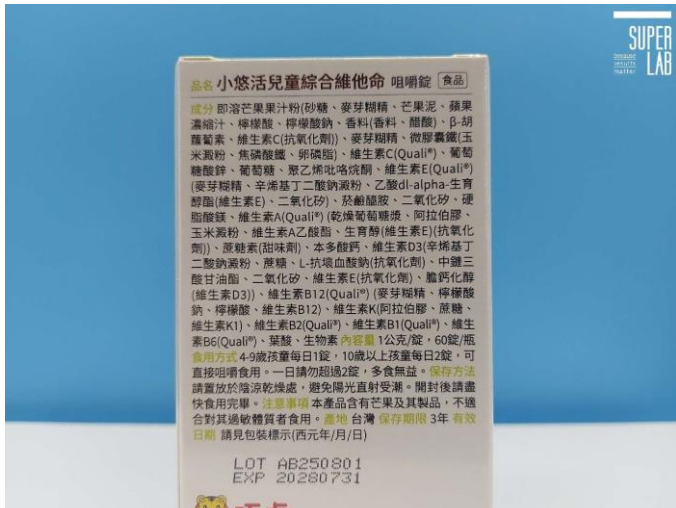 SUPER
because
results
matter
LAB
品名 小悠活兒童綜合維他命 咀嚼錠 食品
成分 即溶芒果果汁粉(砂糖、麥芽糊精、芒果泥、蘋果
濃縮汁、檸檬酸、檸檬酸鈉、香料(香料、醋酸)、β-胡
蘿蔔素、維生素C(抗氧化劑))、麥芽糊精、微膠囊鐵(玉
米澱粉、焦磷酸鐵、卵磷脂)、維生素C(Quali®)、葡萄
糖酸鋅、葡萄糖、聚乙烯吡咯烷酮、維生素E(Quali®)
(麥芽糊精、辛烯基丁二酸鈉澱粉、乙酸dl-alpha-生育
醇酯(維生素E)、二氧化矽)、菸鹼醯胺、二氧化矽、硬
脂酸鎂、維生素A(Quali®) (乾燥葡萄糖漿、阿拉伯膠、
玉米澱粉、維生素A乙酸酯、生育醇(維生素E)(抗氧化
劑))、蔗糖素(甜味劑)、本多酸鈣、維生素D3(辛烯基丁
二酸鈉澱粉、蔗糖、L-抗壞血酸鈉(抗氧化劑)、中鏈三
酸甘油酯、二氧化矽、維生素E(抗氧化劑)、膽鈣化醇
(維生素D3))、維生素B12(Quali®) (麥芽糊精、檸檬酸
鈉、檸檬酸、維生素B12)、維生素K(阿拉伯膠、蔗糖、
維生素K1)、維生素B2(Quali®)、維生素B1(Quali®)、維生
素B6(Quali®)、葉酸、生物素 內容量 1公克/錠，60錠/瓶
食用方式 4-9歲孩童每日1錠，10歲以上孩童每日2錠，可
直接咀嚼食用。一日請勿超過2錠，多食無益。保存方法
請置放於陰涼乾燥處，避免陽光直射受潮。開封後請盡
快食用完畢。注意事項 本產品含有芒果及其製品，不適
合對其過敏體質者食用。產地 台灣 保存期限 3年 有效
日期 請見包裝標示(西元年/月/日)
LOT AB250801
EXP 20280731